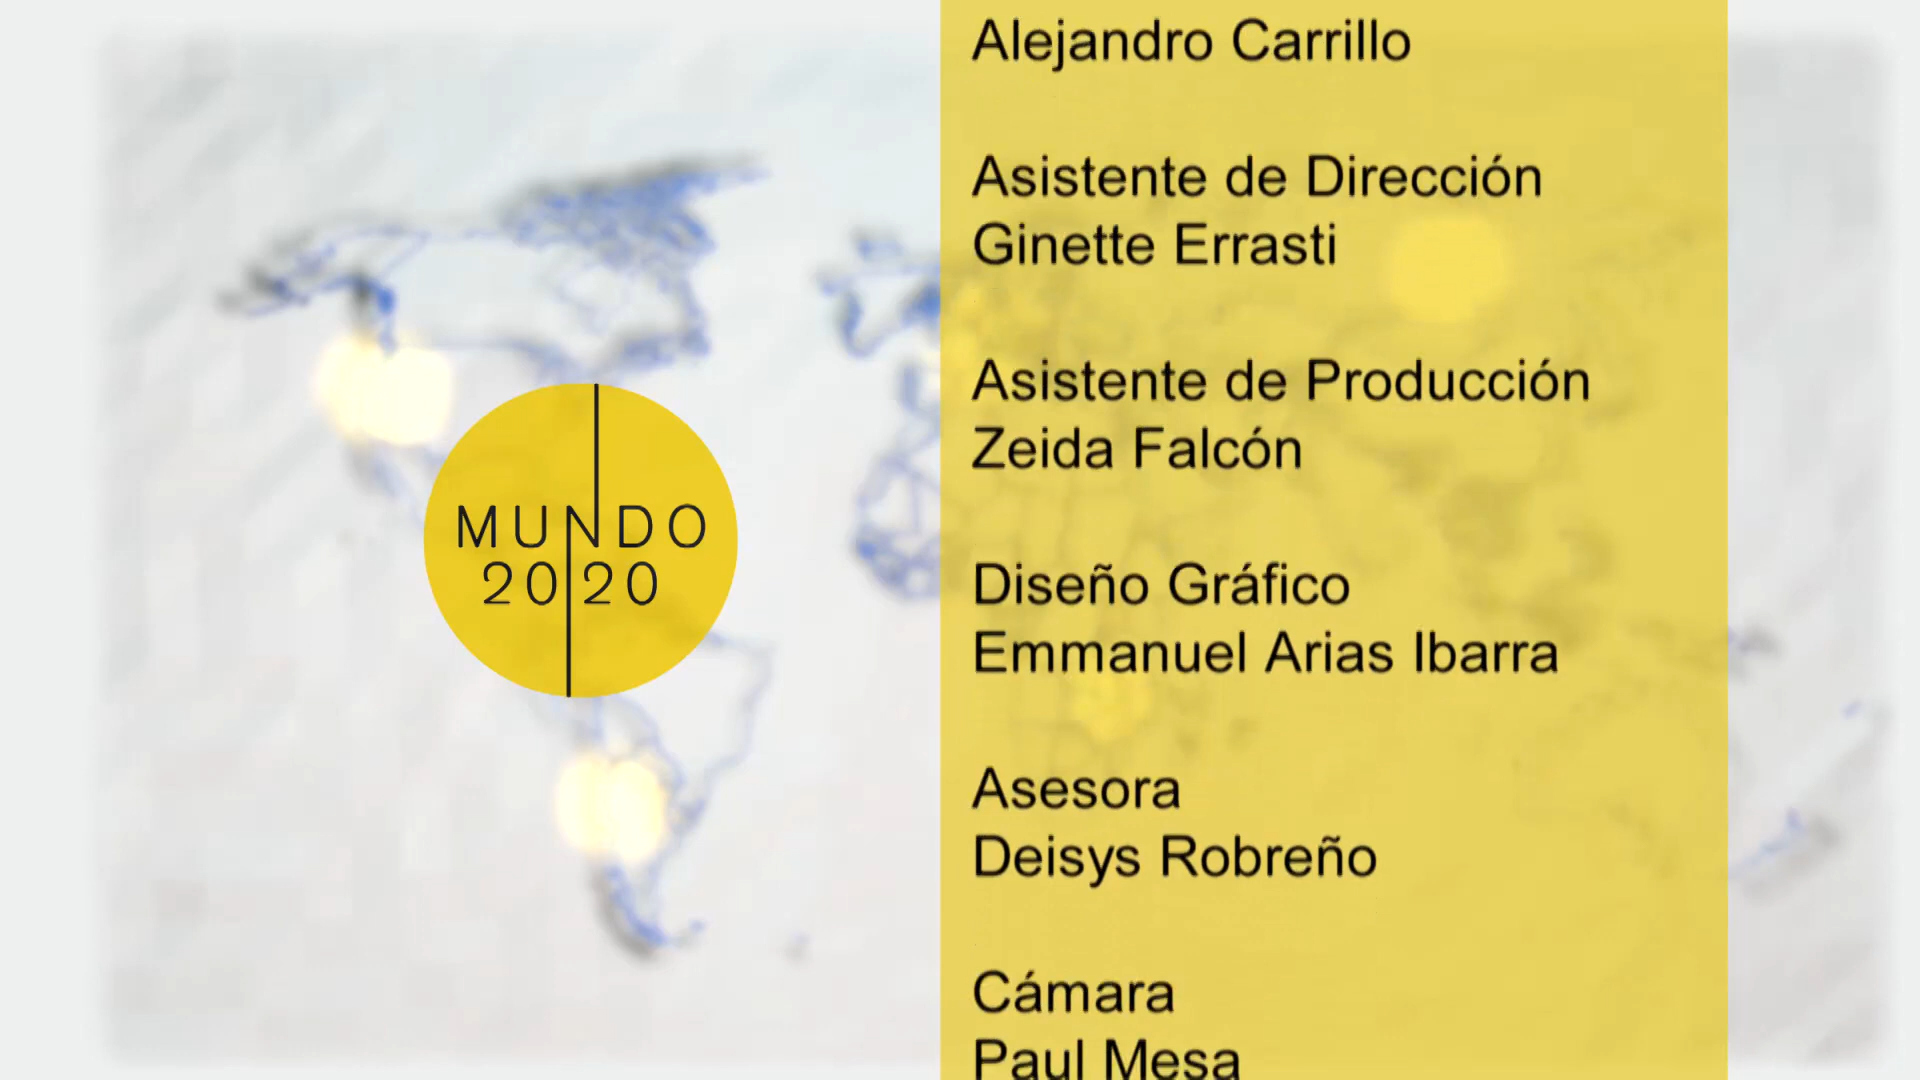 MUNDO
2020
Alejandro Carrillo
Asistente de Dirección
Ginette Errasti
Asistente de Producción
Zeida Falcón
Diseño Gráfico
Emmanuel Arias Ibarra
Asesora
Deisys Robreño
Cámara
Paul Mesa